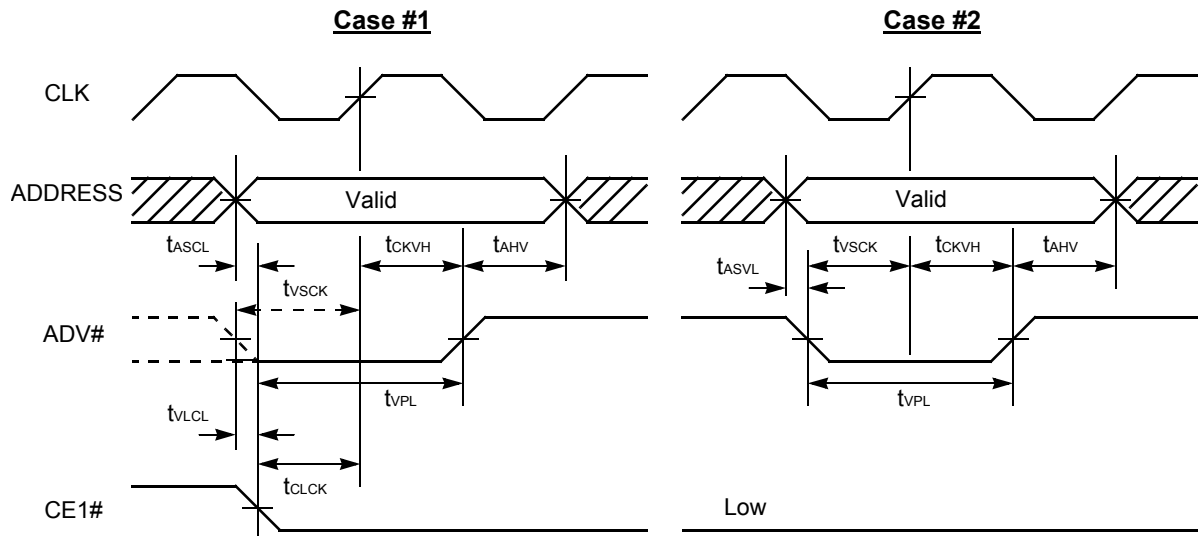 Case #1
Case #2
CLK
ADDRESS
Valid
Valid
tASCL
tCKVH
tAHV
tVSCK
tVSCK
tCKVH
tAHV
tASVL
ADV#
tVPL
tVPL
tVLCL
tCLCK
CE1#
Low